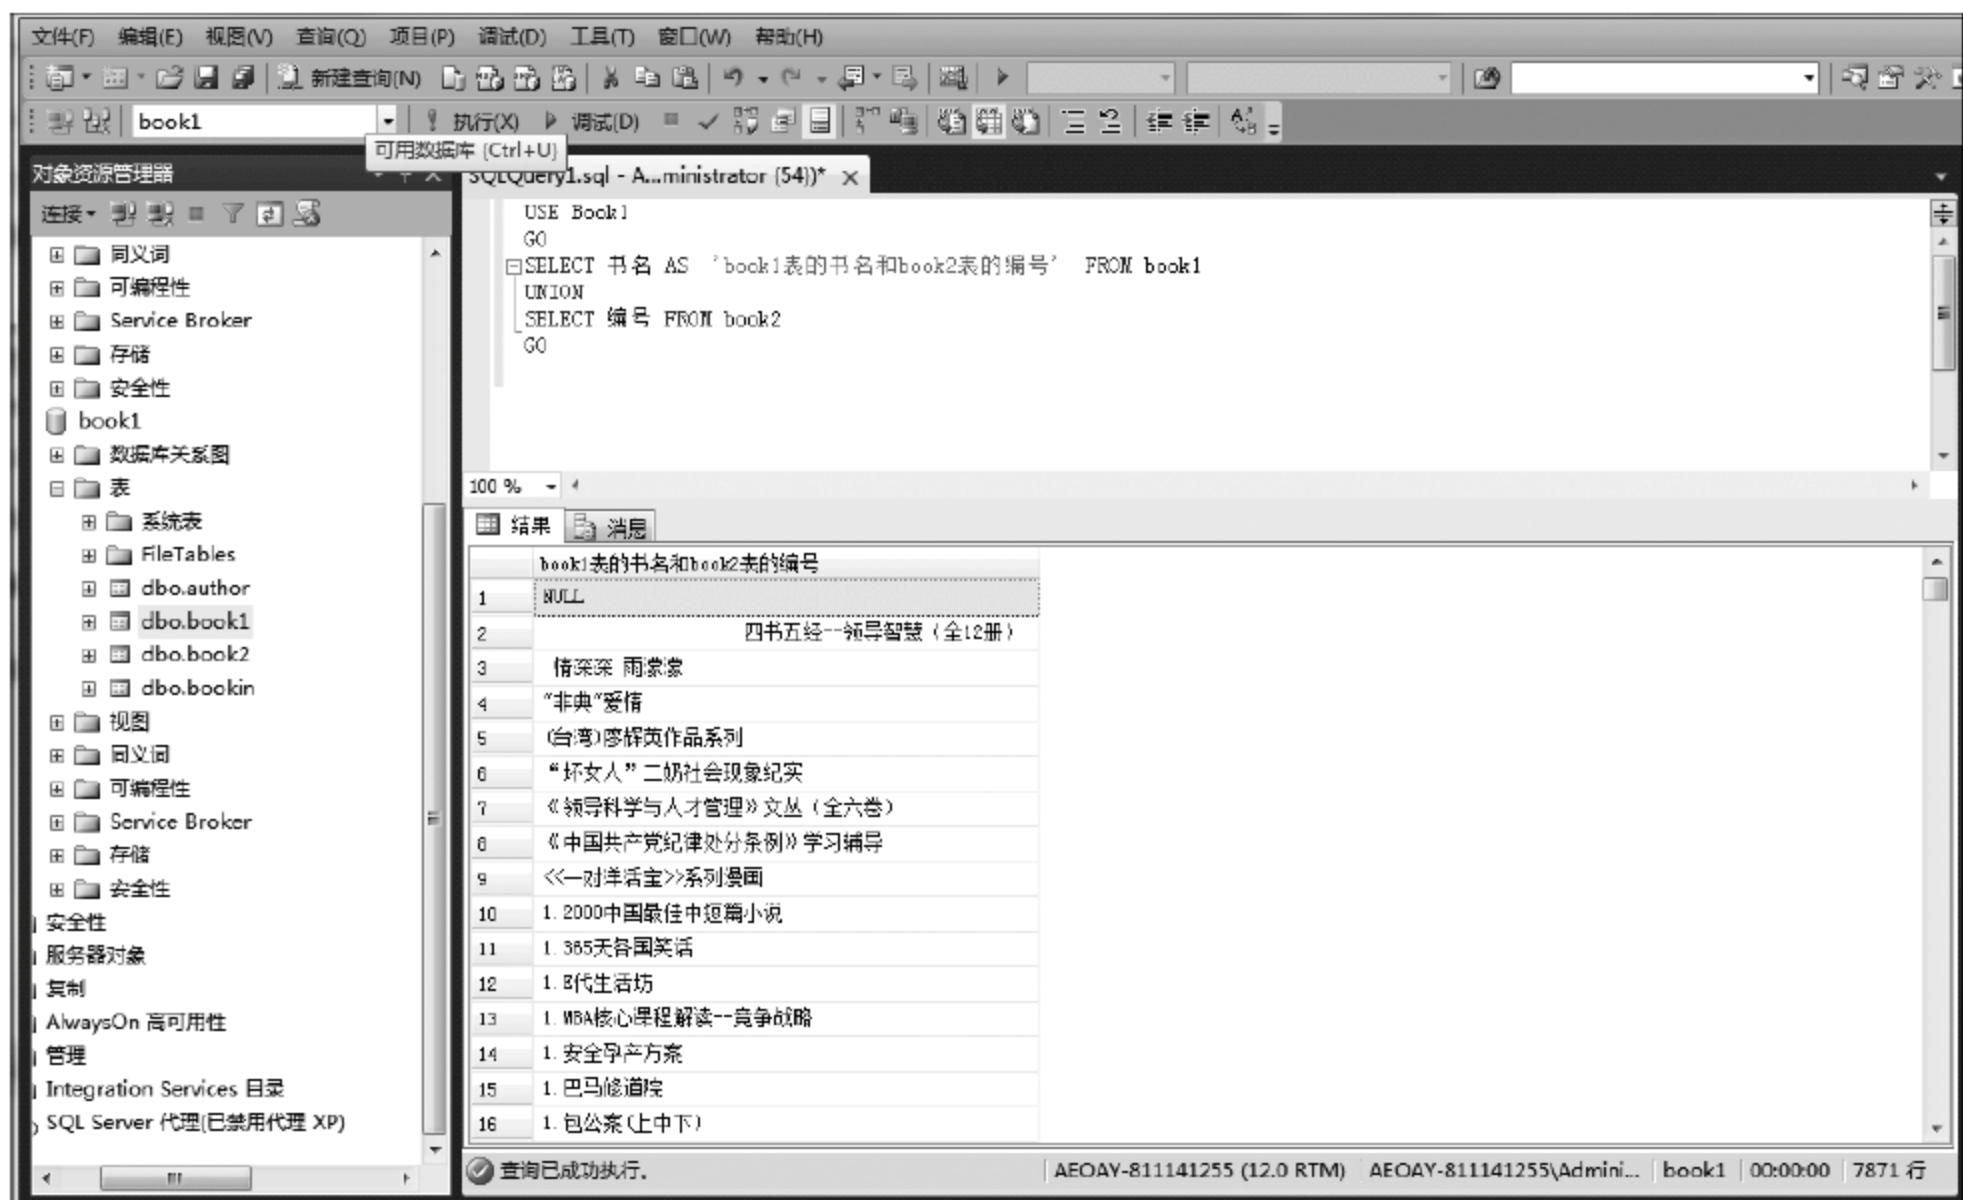 文件(F) 编辑(E) 视图(V) 查询(Q) 项目(P) 调试(D) 工具(T) 窗口(W) 帮助(H)
新建查询(N)
book1 执行(X) 调试(D)
可用数据库 (Ctrl+U)
对象资源管理器
SQLQuery1.sql - A...ministrator (54))*
连接
同义词
可编程性
Service Broker
存储
安全性
book1
数据库关系图
表
系统表
FileTables
dbo.author
dbo.book1
dbo.book2
dbo.bookin
视图
同义词
可编程性
Service Broker
存储
安全性
安全性
服务器对象
复制
AlwaysOn 高可用性
管理
Integration Services 目录
SQL Server 代理(已禁用代理 XP)
USE Book1
GO
SELECT 书名 AS 'book1表的书名和book2表的编号' FROM book1
UNION
SELECT 编号 FROM book2
GO
100 %
结果 消息
book1表的书名和book2表的编号
1 NULL
2 四书五经--领导智慧（全12册）
3 情深深 雨濛濛
4 "非典"爱情
5 (台湾)廖辉英作品系列
6 “坏女人”二奶社会现象纪实
7 《领导科学与人才管理》文丛（全六卷）
8 《中国共产党纪律处分条例》学习辅导
9 <<一对洋活宝>>系列漫画
10 1.2000中国最佳中短篇小说
11 1.365天各国笑话
12 1.E代生活坊
13 1.MBA核心课程解读--竞争战略
14 1.安全孕产方案
15 1.巴马修道院
16 1.包公案(上中下)
查询已成功执行。 AEOAY-811141255 (12.0 RTM) AEOAY-811141255\Admini... book1 00:00:00 7871 行